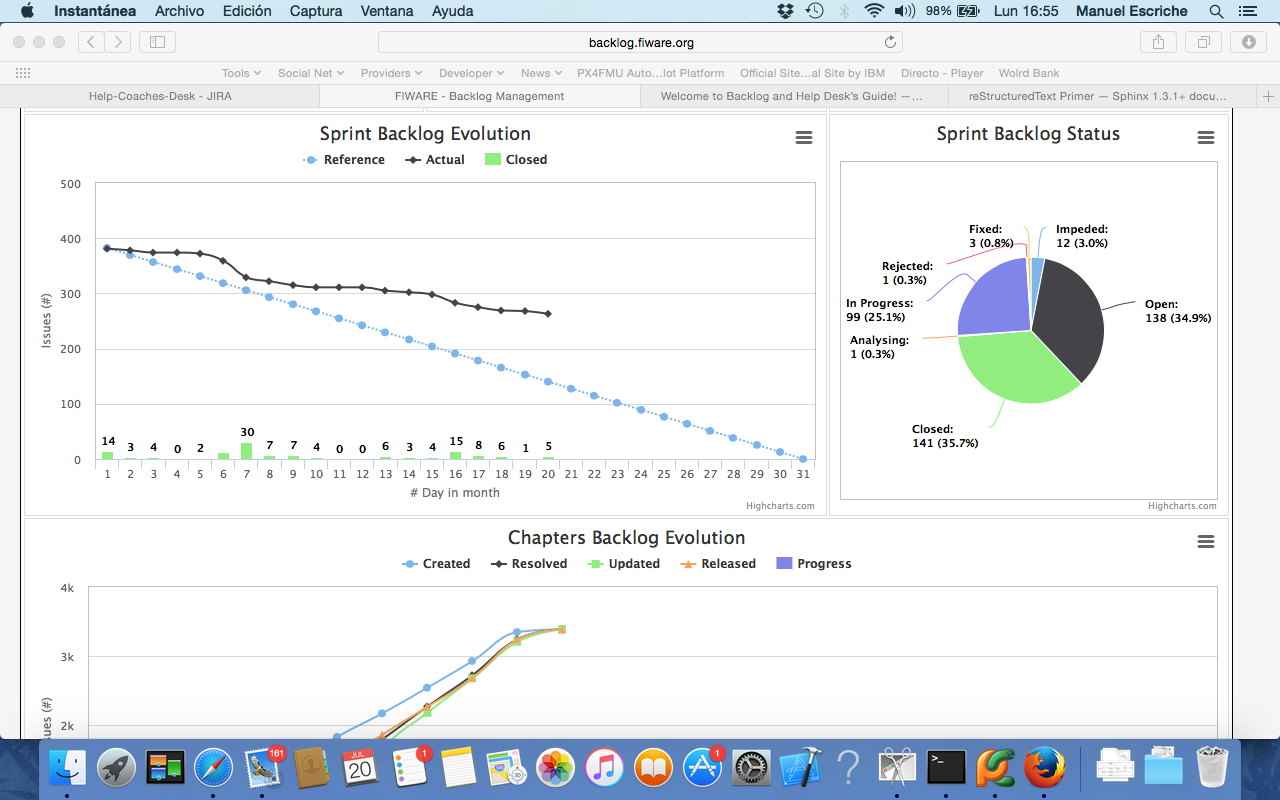 Instantánea Archivo Edición Captura Ventana Ayuda 98% Lun 16:55 Manuel Escriche
backlog.fiware.org
Tools Social Net Providers Developer News PX4FMU Auto...lot Platform Official Site...al Site by IBM Directo - Player Wolrd Bank
Help-Coaches-Desk - JIRA FIWARE - Backlog Management Welcome to Backlog and Help Desk's Guide! —... reStructuredText Primer — Sphinx 1.3.1+ docu...
Sprint Backlog Evolution
Reference Actual Closed
Issues (#)
500
400
300
200
100
0
14 3 4 0 2 30 7 7 4 0 0 6 3 4 15 8 6 1 5
1 2 3 4 5 6 7 8 9 10 11 12 13 14 15 16 17 18 19 20 21 22 23 24 25 26 27 28 29 30 31
# Day in month
Highcharts.com
Sprint Backlog Status
Fixed:
3 (0.8%)
Impeded:
12 (3.0%)
Rejected:
1 (0.3%)
In Progress:
99 (25.1%)
Open:
138 (34.9%)
Analysing:
1 (0.3%)
Closed:
141 (35.7%)
Highcharts.com
Chapters Backlog Evolution
Created Resolved Updated Released Progress
4k
3k
2k
sues (#)
161
JUL
20
1
1